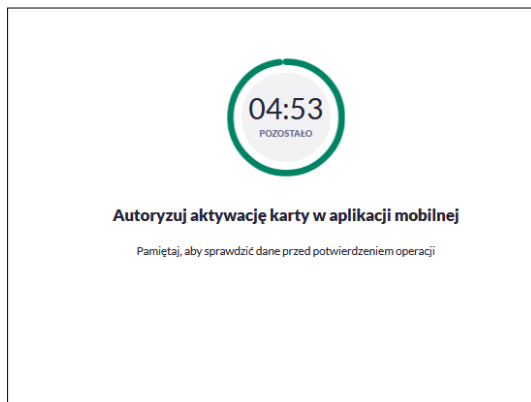 04:53
POZOSTAŁO
Autoryzuj aktywację karty w aplikacji mobilnej
Pamiętaj, aby sprawdzić dane przed potwierdzeniem operacji